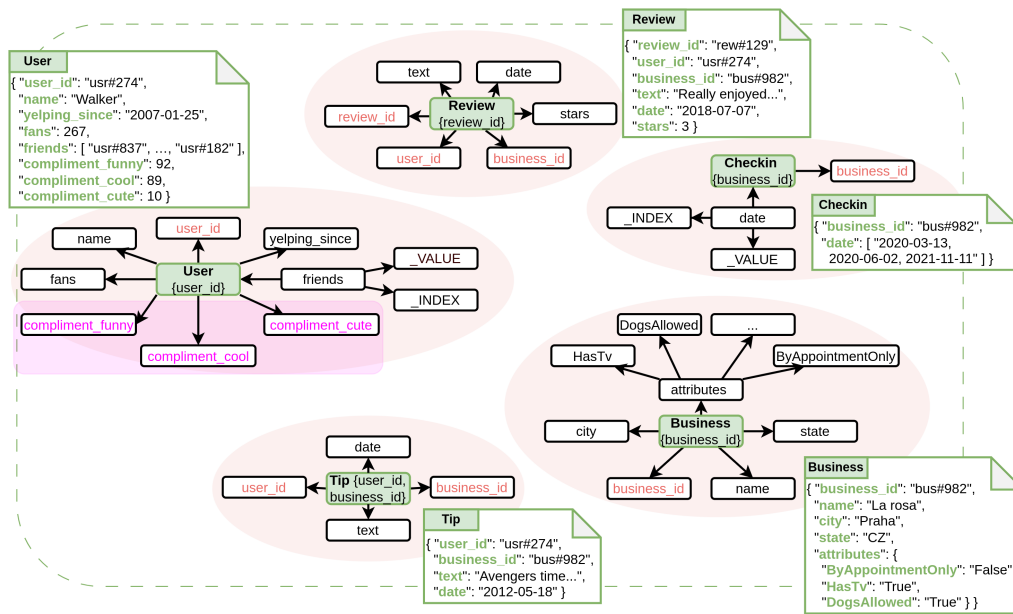 User
{ "user_id": "usr#274",
"name": "Walker",
"yelping_since": "2007-01-25",
"fans": 267,
"friends": [ "usr#837", …, "usr#182" ],
"compliment_funny": 92,
"compliment_cool": 89,
"compliment_cute": 10 }
text
date
review_id
Review
{review_id}
stars
user_id
business_id
Review
{ "review_id": "rew#129",
"user_id": "usr#274",
"business_id": "bus#982",
"text": "Really enjoyed...",
"date": "2018-07-07",
"stars": 3 }
Checkin
{business_id}
business_id
_INDEX
date
_VALUE
Checkin
{ "business_id": "bus#982",
"date": [ "2020-03-13,
2020-06-02, 2021-11-11" ] }
name
user_id
yelping_since
fans
User
{user_id}
friends
_VALUE
_INDEX
compliment_funny
compliment_cute
compliment_cool
DogsAllowed
...
HasTv
ByAppointmentOnly
attributes
city
Business
{business_id}
state
business_id
name
date
user_id
Tip {user_id,
business_id}
business_id
text
Tip
{ "user_id": "usr#274",
"business_id": "bus#982",
"text": "Avengers time...",
"date": "2012-05-18" }
Business
{ "business_id": "bus#982",
"name": "La rosa",
"city": "Praha",
"state": "CZ",
"attributes": {
"ByAppointmentOnly": "False"
"HasTv": "True",
"DogsAllowed": "True" } }